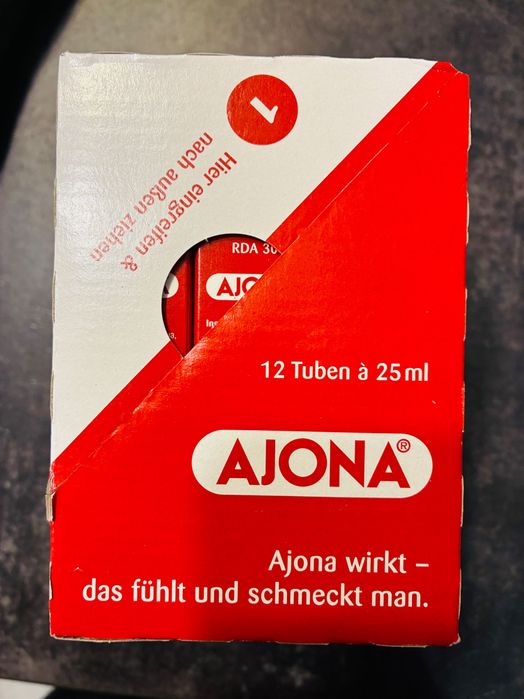 1
Hier eingreifen &
nach außen ziehen
RDA 30
AJO
12 Tuben à 25 ml
AJONA®
Ajona wirkt –
das fühlt und schmeckt man.